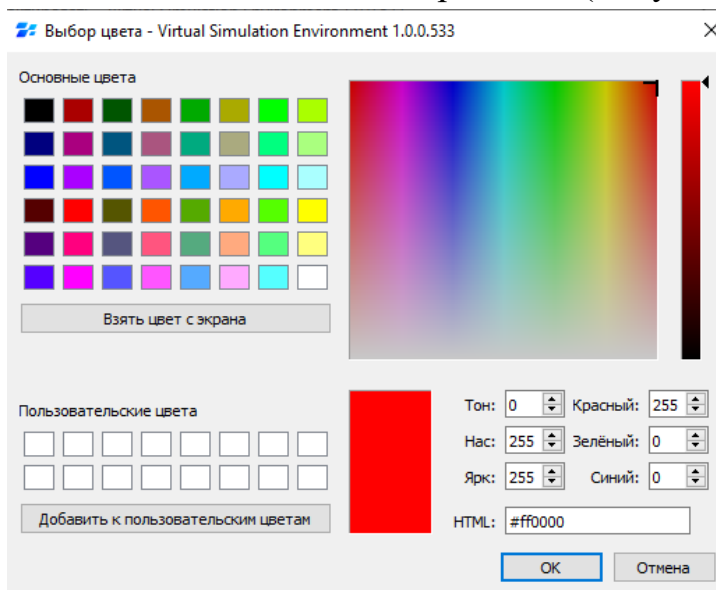 Выбор цвета - Virtual Simulation Environment 1.0.0.533
Основные цвета
Взять цвет с экрана
Пользовательские цвета
Добавить к пользовательским цветам
Тон: 0 Красный: 255
Нас: 255 Зелёный: 0
Ярк: 255 Синий: 0
HTML: #ff0000
OK Отмена